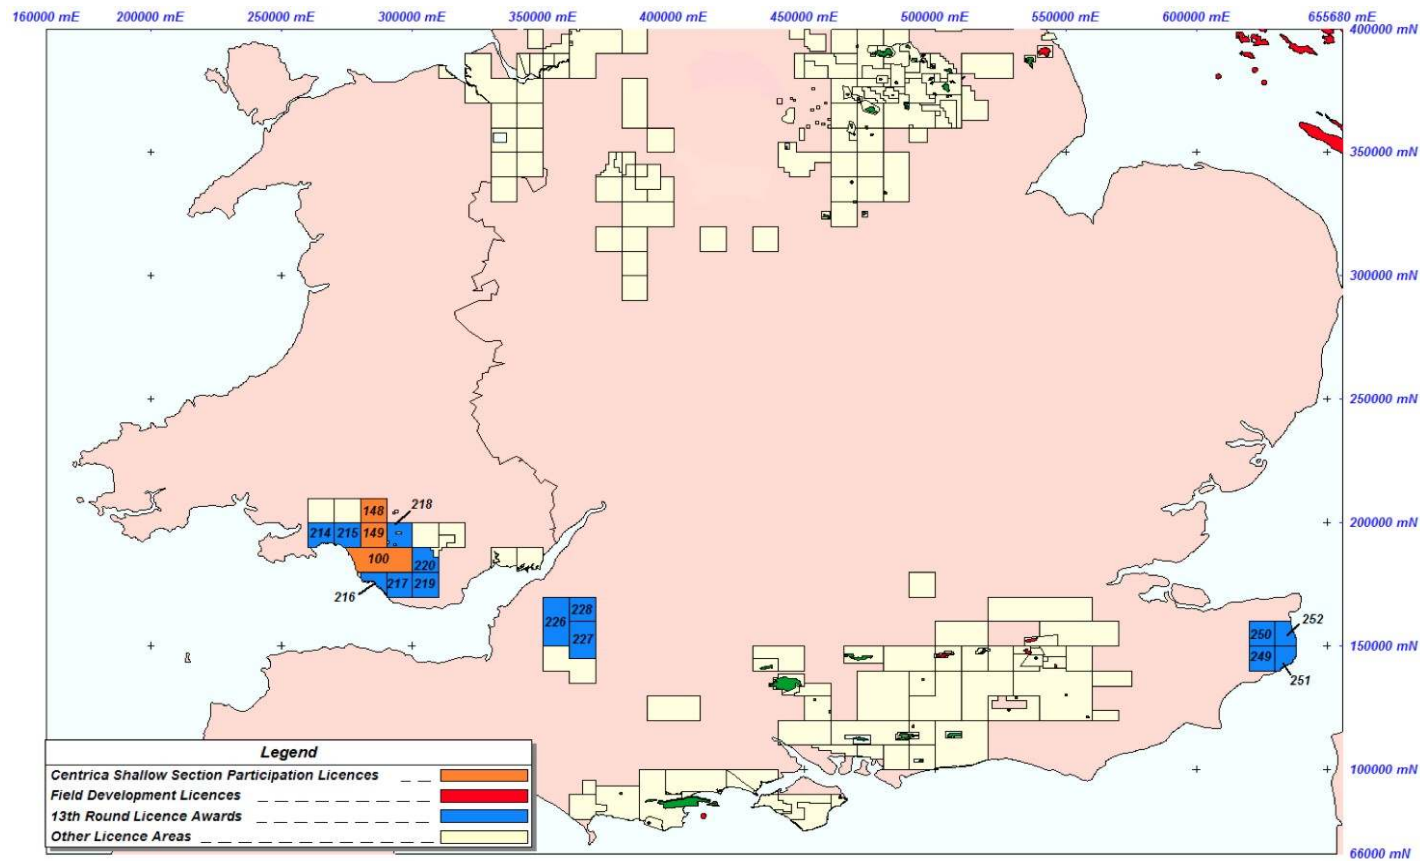 160000 mE 200000 mE 250000 mE 300000 mE 350000 mE 400000 mE 450000 mE 500000 mE 550000 mE 600000 mE 655680 mE
400000 mN
350000 mN
300000 mN
250000 mN
200000 mN
150000 mN
100000 mN
66000 mN
148
218
214
215
149
100
220
216
217
219
226
228
227
250
252
249
251
Legend
Centrica Shallow Section Participation Licences
Field Development Licences
13th Round Licence Awards
Other Licence Areas